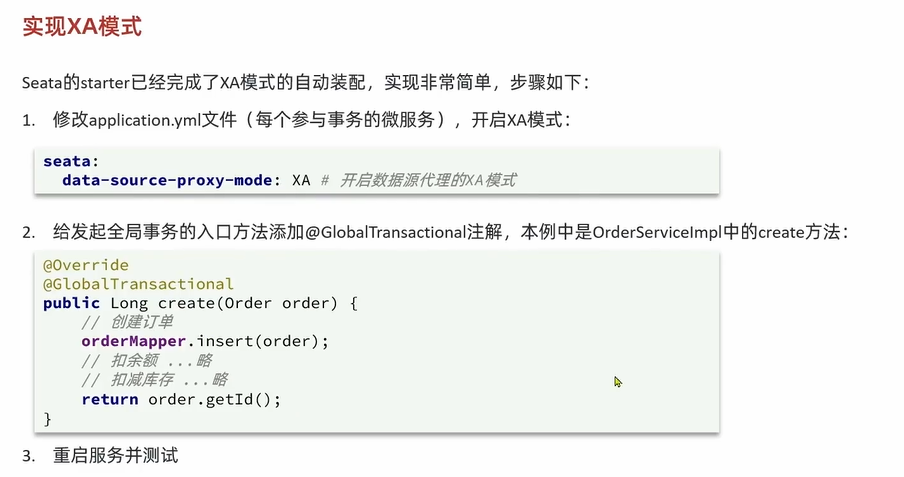 实现XA模式
Seata的starter已经完成了XA模式的自动装配，实现非常简单，步骤如下：
1. 修改application.yml文件（每个参与事务的微服务），开启XA模式：
seata:
  data-source-proxy-mode: XA # 开启数据源代理的XA模式
2. 给发起全局事务的入口方法添加@GlobalTransactional注解，本例中是OrderServiceImpl中的create方法：
@Override
@GlobalTransactional
public Long create(Order order) {
    // 创建订单
    orderMapper.insert(order);
    // 扣余额 ...略
    // 扣减库存 ...略
    return order.getId();
}
3. 重启服务并测试